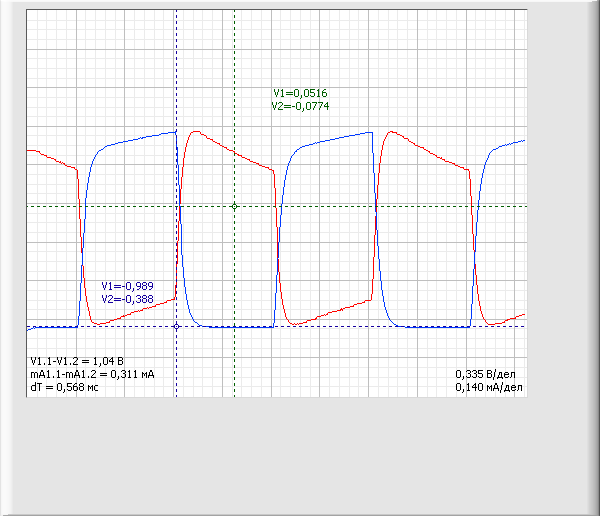 V1=0,0516
V2=-0,0774
V1=-0,989
V2=-0,388
V1.1-V1.2 = 1,04 В
mA1.1-mA1.2 = 0,311 мА
dT = 0,568 мс
0,335 В/дел
0,140 мА/дел